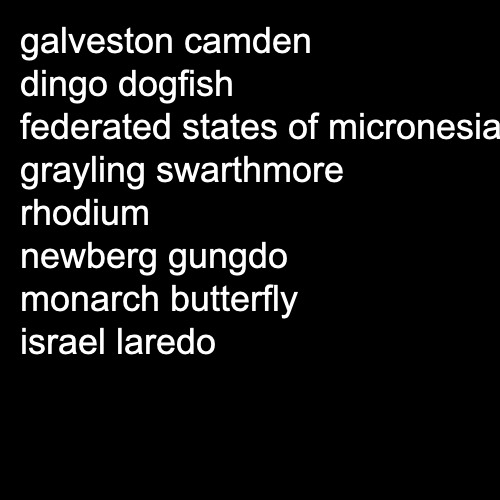 galveston camden
dingo dogfish
federated states of micronesia
grayling swarthmore
rhodium
newberg gungdo
monarch butterfly
israel laredo